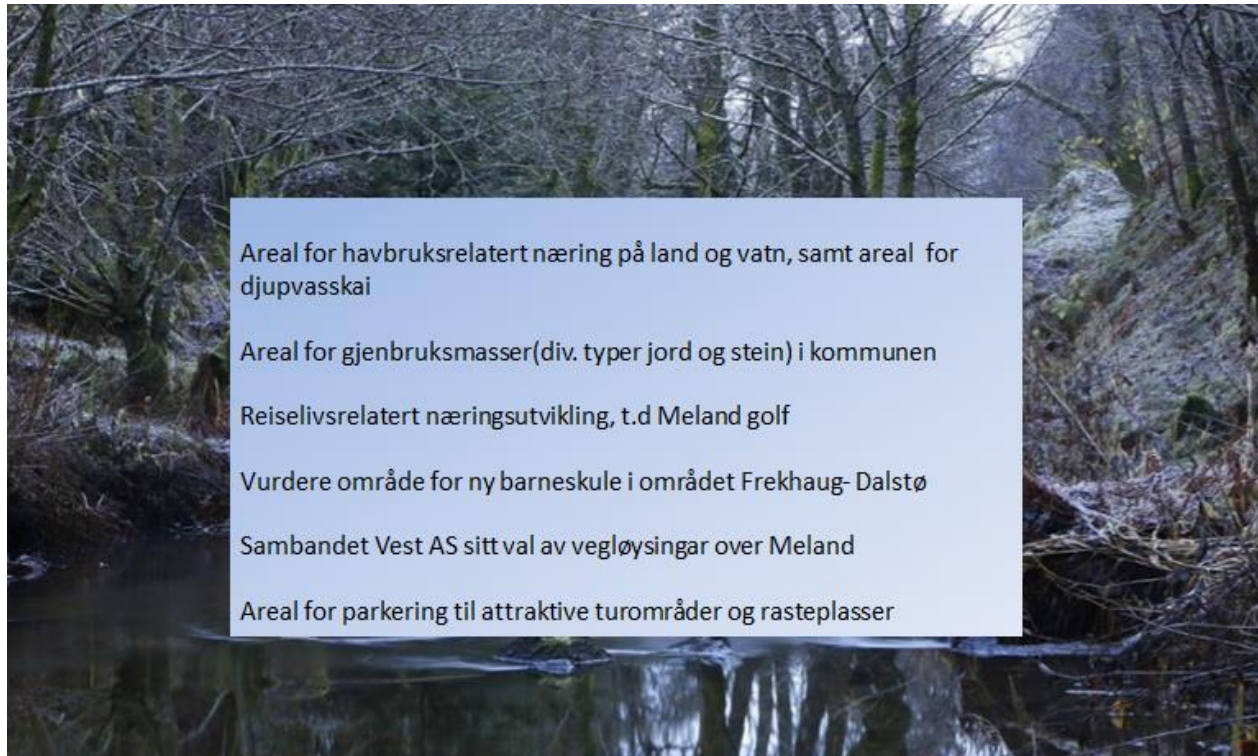 Areal for havbruksrelatert næring på land og vatn, samt areal  for
djupvasskai
Areal for gjenbruksmasser(div. typer jord og stein) i kommunen
Reiselivsrelatert næringsutvikling, t.d Meland golf
Vurdere område for ny barneskule i området Frekhaug- Dalstø
Sambandet Vest AS sitt val av vegløysingar over Meland
Areal for parkering til attraktive turområder og rasteplasser